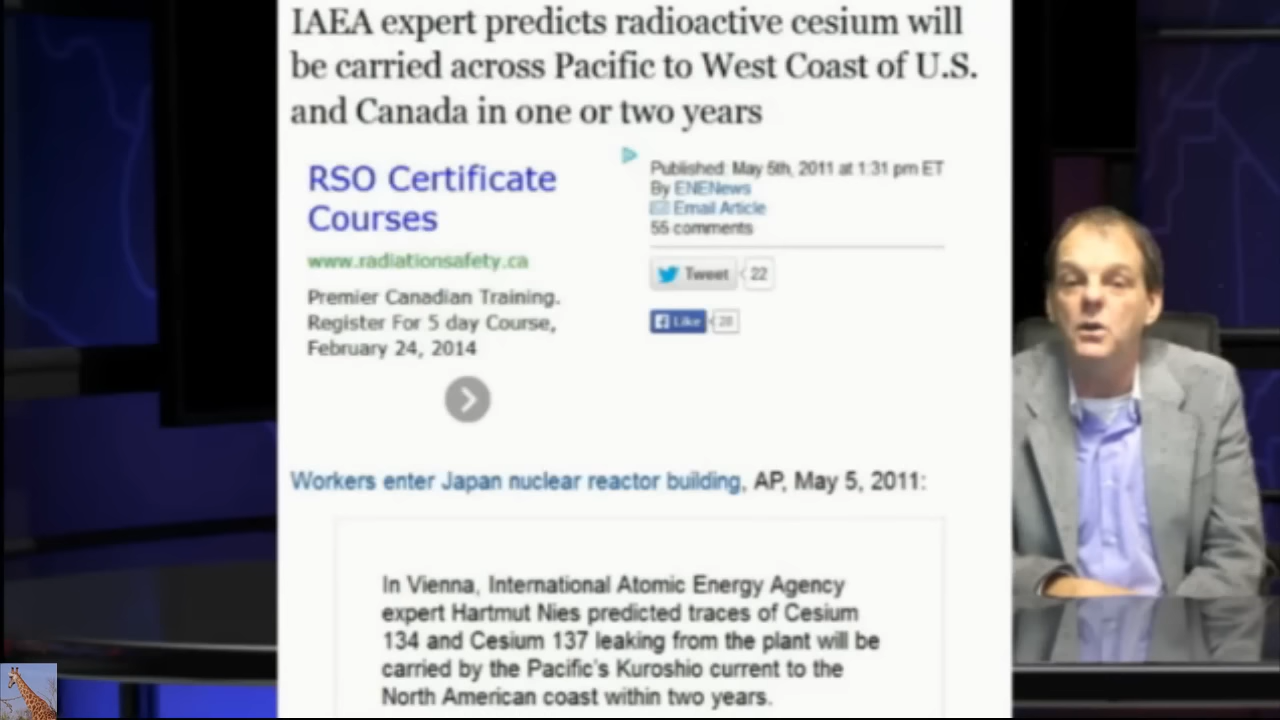 IAEA expert predicts radioactive cesium will
be carried across Pacific to West Coast of U.S.
and Canada in one or two years
RSO Certificate
Courses
www.radiationsafety.ca
Premier Canadian Training.
Register For 5 day Course,
February 24, 2014
Published: May 5th, 2011 at 1:31 pm ET
By ENENews
Email Article
55 comments
Tweet 22
Like 28
Workers enter Japan nuclear reactor building, AP, May 5, 2011:
In Vienna, International Atomic Energy Agency
expert Hartmut Nies predicted traces of Cesium
134 and Cesium 137 leaking from the plant will be
carried by the Pacific's Kuroshio current to the
North American coast within two years.